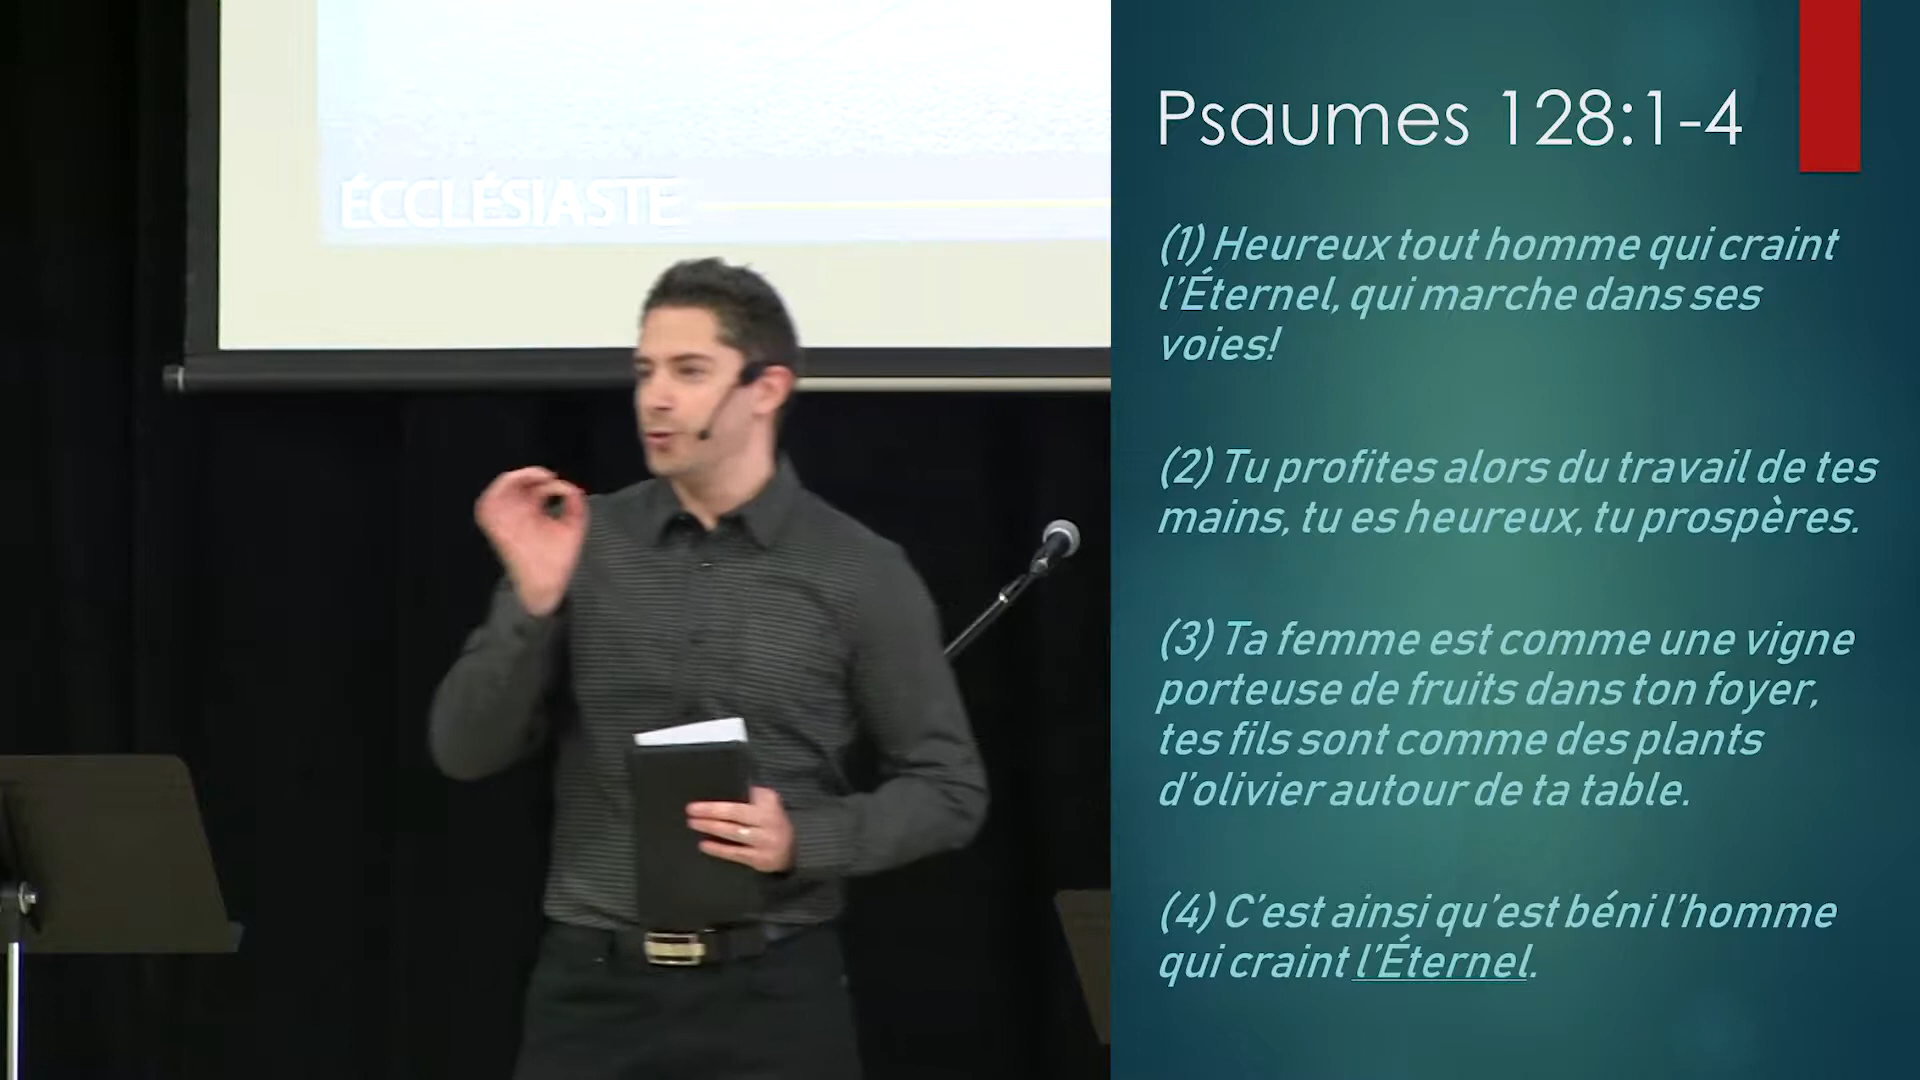 ÉCCLÉSIASTE
Psaumes 128:1-4
(1) Heureux tout homme qui craint
l'Éternel, qui marche dans ses
voies!
(2) Tu profites alors du travail de tes
mains, tu es heureux, tu prospères.
(3) Ta femme est comme une vigne
porteuse de fruits dans ton foyer,
tes fils sont comme des plants
d'olivier autour de ta table.
(4) C'est ainsi qu'est béni l'homme
qui craint l'Éternel.